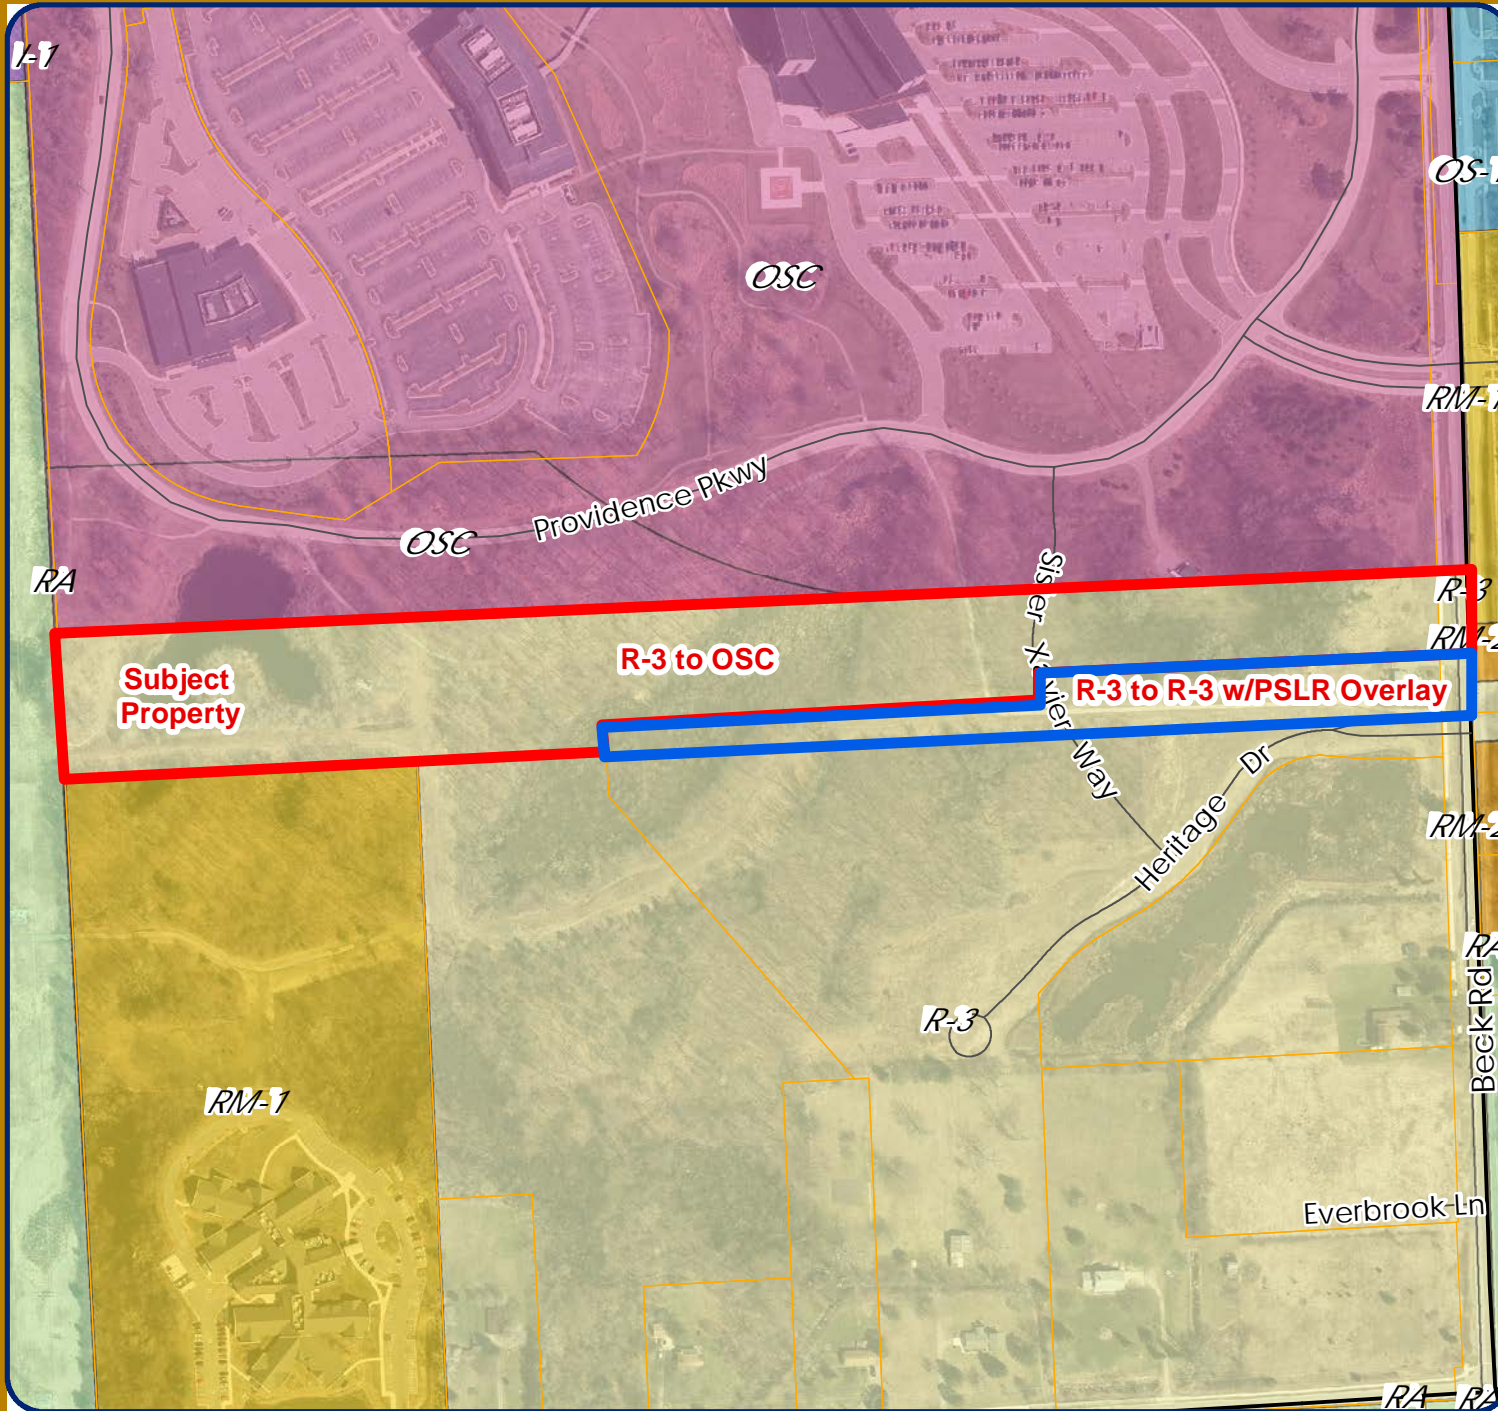 I-1
OS-1
OSC
RM-1
Providence Pkwy
OSC
RA
Sister Xavier Way
R-3
RM-2
R-3 to OSC
Subject
Property
R-3 to R-3 w/PSLR Overlay
Heritage Dr
RM-2
RA
Beck Rd
R-3
RM-1
Everbrook Ln
RA
RA